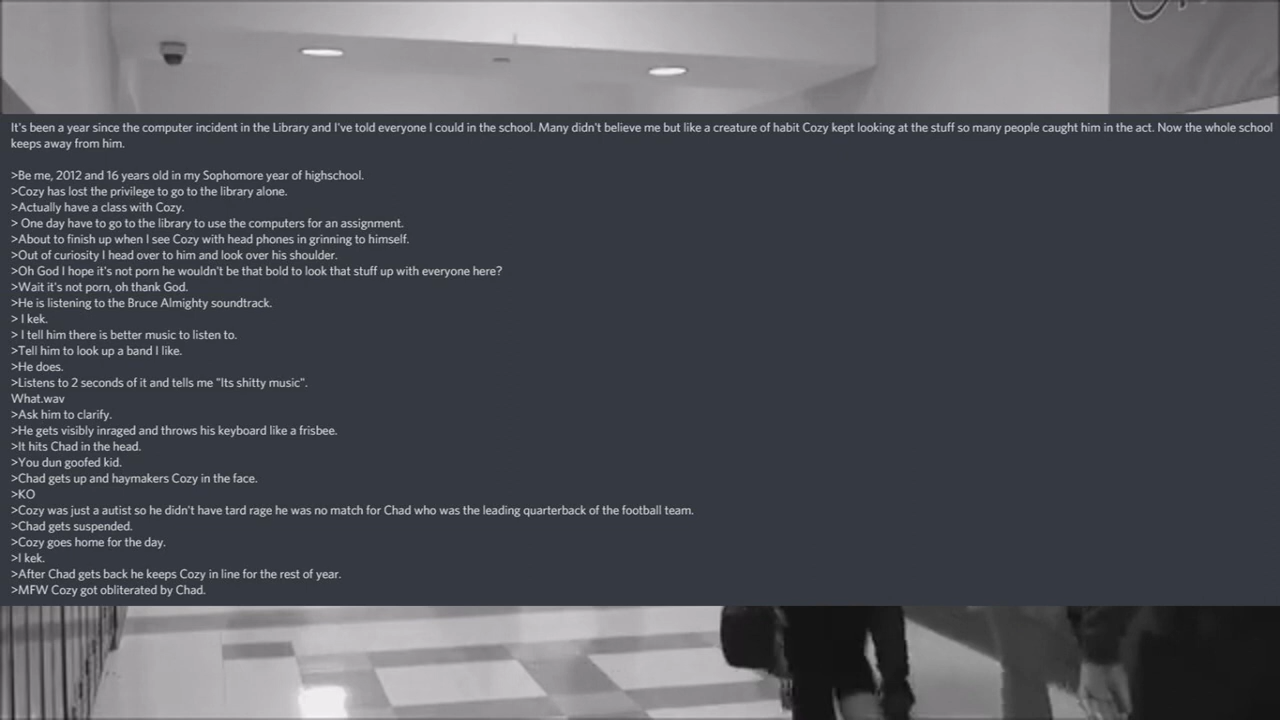 It's been a year since the computer incident in the Library and I've told everyone I could in the school. Many didn't believe me but like a creature of habit Cozy kept looking at the stuff so many people caught him in the act. Now the whole school
keeps away from him.
>Be me, 2012 and 16 years old in my Sophomore year of highschool.
>Cozy has lost the privilege to go to the library alone.
>Actually have a class with Cozy.
> One day have to go to the library to use the computers for an assignment.
>About to finish up when I see Cozy with head phones in grinning to himself.
>Out of curiosity I head over to him and look over his shoulder.
>Oh God I hope it's not porn he wouldn't be that bold to look that stuff up with everyone here?
>Wait it's not porn, oh thank God.
>He is listening to the Bruce Almighty soundtrack.
> I kek.
> I tell him there is better music to listen to.
>Tell him to look up a band I like.
>He does.
>Listens to 2 seconds of it and tells me "Its shitty music".
What.wav
>Ask him to clarify.
>He gets visibly inraged and throws his keyboard like a frisbee.
>It hits Chad in the head.
>You dun goofed kid.
>Chad gets up and haymakers Cozy in the face.
>KO
>Cozy was just a autist so he didn't have tard rage he was no match for Chad who was the leading quarterback of the football team.
>Chad gets suspended.
>Cozy goes home for the day.
>I kek.
>After Chad gets back he keeps Cozy in line for the rest of year.
>MFW Cozy got obliterated by Chad.